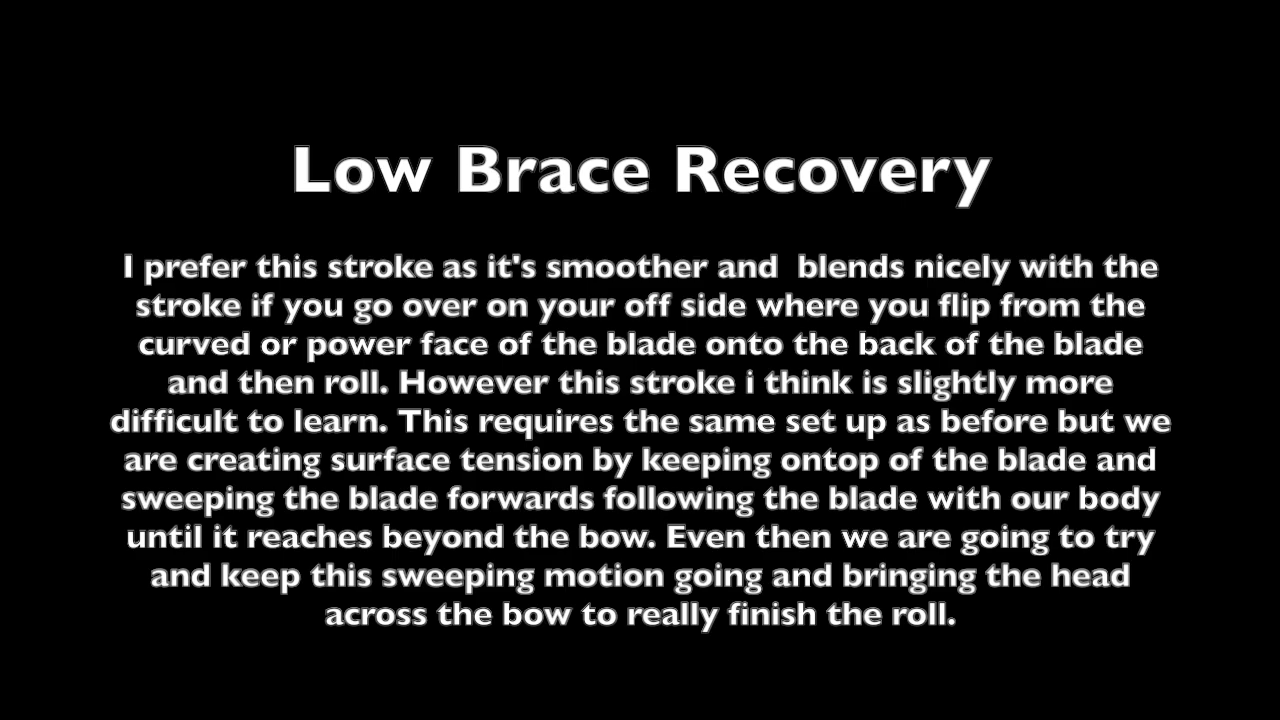 Low Brace Recovery
I prefer this stroke as it's smoother and  blends nicely with the
stroke if you go over on your off side where you flip from the
curved or power face of the blade onto the back of the blade
and then roll. However this stroke i think is slightly more
difficult to learn. This requires the same set up as before but we
are creating surface tension by keeping ontop of the blade and
sweeping the blade forwards following the blade with our body
until it reaches beyond the bow. Even then we are going to try
and keep this sweeping motion going and bringing the head
across the bow to really finish the roll.